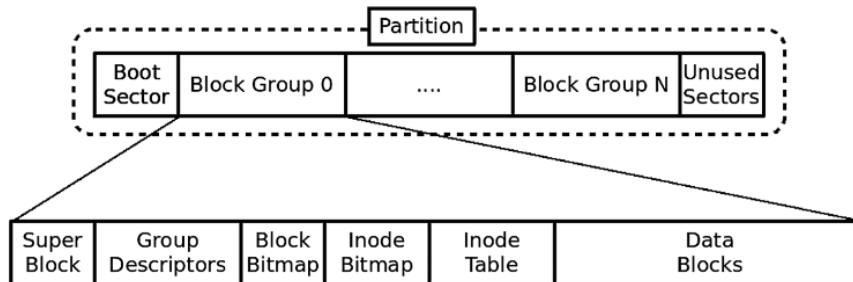 Partition
Boot
Sector
Block Group 0
....
Block Group N
Unused
Sectors
Super
Block
Group
Descriptors
Block
Bitmap
Inode
Bitmap
Inode
Table
Data
Blocks